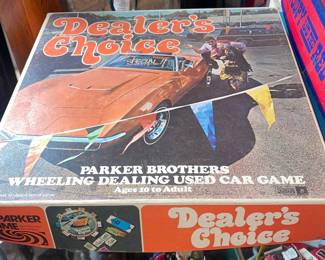 Dealer's
Choice
PARKER BROTHERS
WHEELING DEALING USED CAR GAME
Ages 10 to Adult
PARKER
Dealer's
Choice